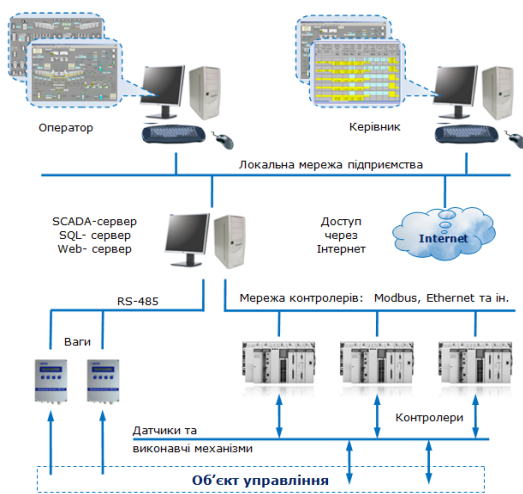 Оператор
Керівник
Локальна мережа підприємства
SCADA-сервер
SQL- сервер
Web- сервер
Доступ
через
Інтернет
Internet
RS-485
Мережа контролерів: Modbus, Ethernet та ін.
Ваги
Контролери
Датчики та
виконавчі механізми
Об’єкт управління